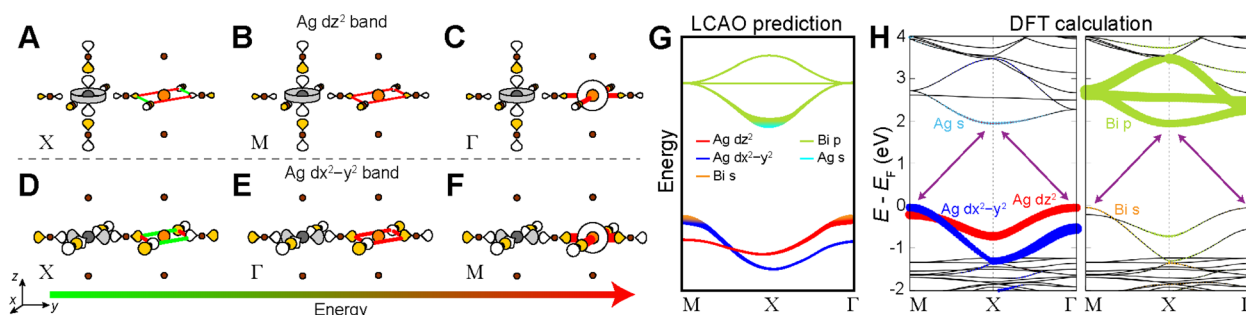 Ag dz² band
A
B
C
X
M
Γ
Ag dx²−y² band
D
E
F
X
Γ
M
z
x
y
Energy
LCAO prediction
G
Energy
Ag dz²
Ag dx²−y²
Bi s
Bi p
Ag s
M
X
Γ
DFT calculation
H
E - E_F (eV)
4
3
2
1
0
-1
-2
Ag s
Ag dx²−y²
Ag dz²
M
X
Γ
Bi p
Bi s
M
X
Γ